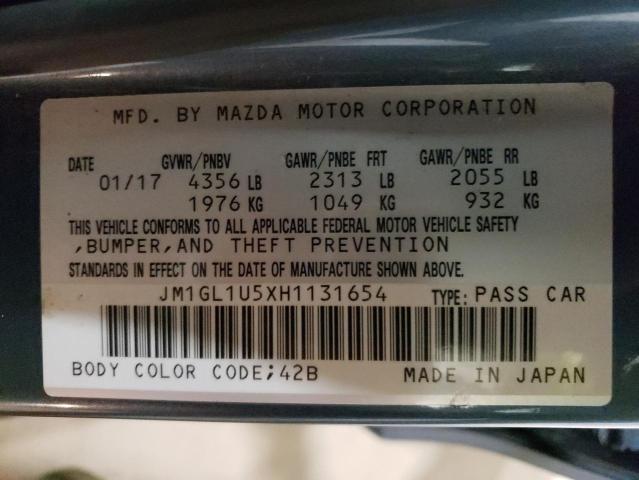 MFD. BY MAZDA MOTOR CORPORATION
DATE GVWR/PNBV GAWR/PNBE FRT GAWR/PNBE RR
01/17 4356 LB 2313 LB 2055 LB
1976 KG 1049 KG 932 KG
THIS VEHICLE CONFORMS TO ALL APPLICABLE FEDERAL MOTOR VEHICLE SAFETY
,BUMPER,AND THEFT PREVENTION
STANDARDS IN EFFECT ON THE DATE OF MANUFACTURE SHOWN ABOVE.
JM1GL1U5XH1131654 TYPE: PASS CAR
BODY COLOR CODE;42B MADE IN JAPAN